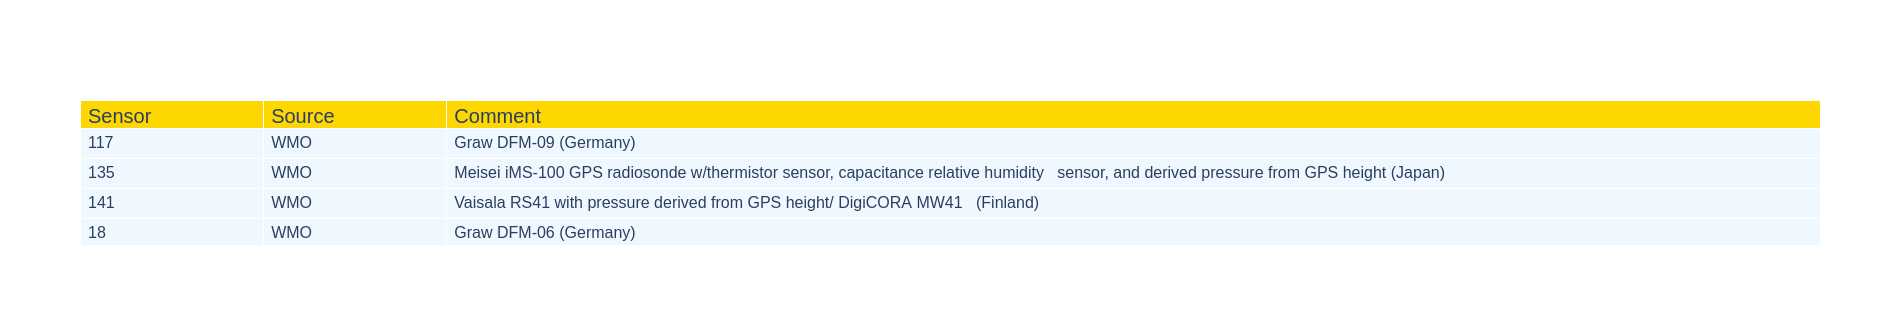 Sensor Source Comment
117 WMO Graw DFM-09 (Germany)
135 WMO Meisei iMS-100 GPS radiosonde w/thermistor sensor, capacitance relative humidity   sensor, and derived pressure from GPS height (Japan)
141 WMO Vaisala RS41 with pressure derived from GPS height/ DigiCORA MW41   (Finland)
18 WMO Graw DFM-06 (Germany)